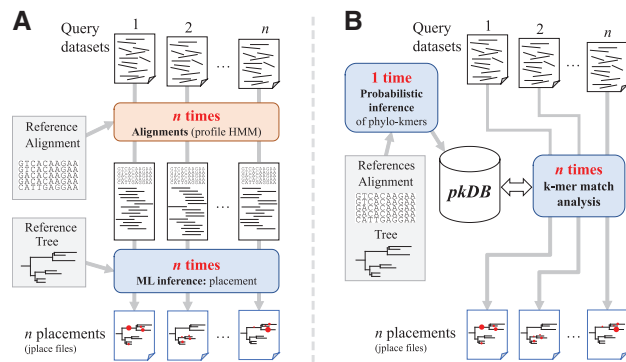 A
Query
datasets
1
2
n
...
n times
Alignments (profile HMM)
Reference
Alignment
GTCACAAGAA
GTCACAAGAA
GACACAAGAA
CATTGAGGAA
...
Reference
Tree
n times
ML inference: placement
n placements
(jplace files)
...
B
Query
datasets
1
2
n
...
1 time
Probabilistic
inference
of phylo-kmers
References
Alignment
GTCACAAGAA
GTCACAAGAA
GACACAAGAA
CATTGAGGAA
Tree
pkDB
n times
k-mer match
analysis
n placements
(jplace files)
...